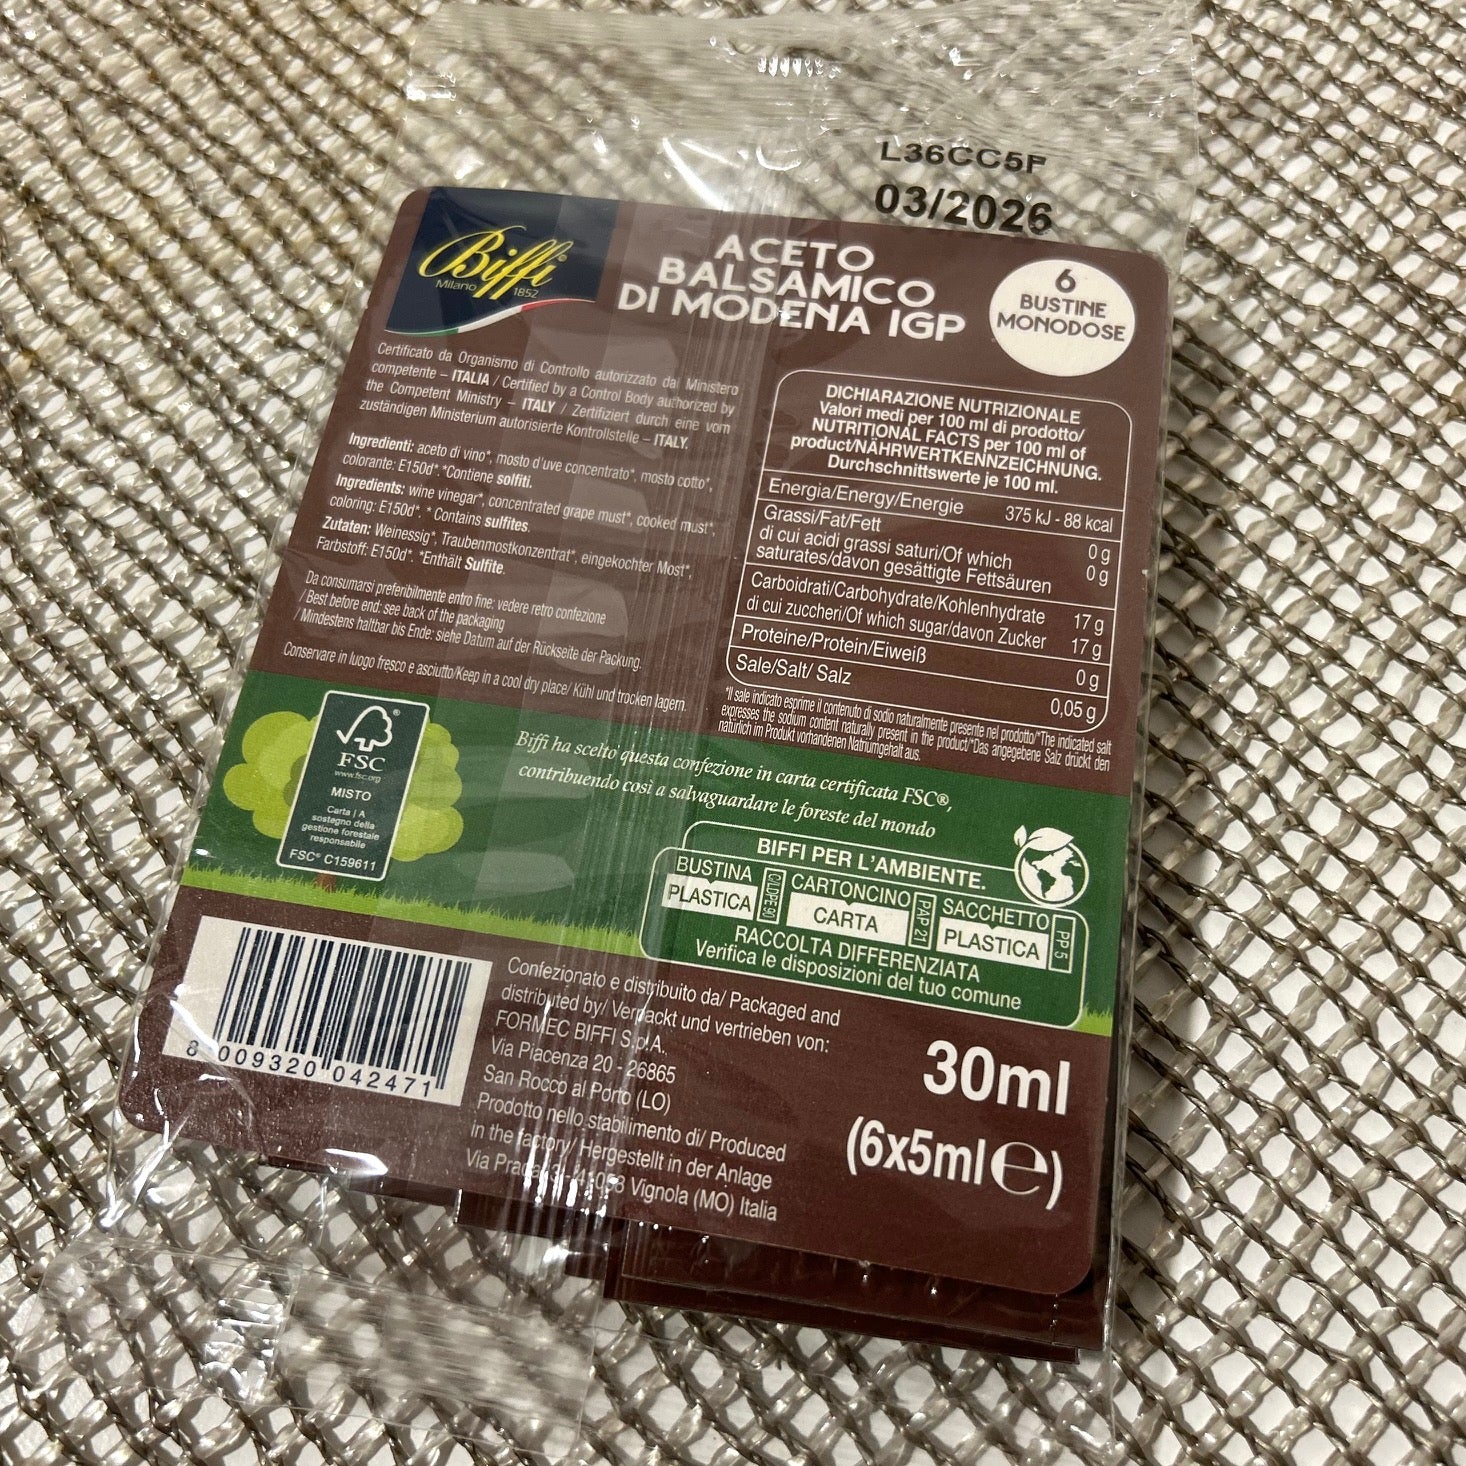 L36CC5F
03/2026
Biffi®
Milano 1852
ACETO
BALSAMICO
DI MODENA IGP
6
BUSTINE
MONODOSE
Certificato da Organismo di Controllo autorizzato dal Ministero
competente – ITALIA / Certified by a Control Body authorized by
the Competent Ministry – ITALY / Zertifiziert durch eine vom
zuständigen Ministerium autorisierte Kontrollstelle – ITALY.
Ingredienti: aceto di vino*, mosto d'uve concentrato*, mosto cotto*,
colorante: E150d*.*Contiene solfiti.
Ingredients: wine vinegar*, concentrated grape must*, cooked must*,
coloring: E150d*. * Contains sulfites.
Zutaten: Weinessig*, Traubenmostkonzentrat*, eingekochter Most*,
Farbstoff: E150d*. *Enthält Sulfite.
Da consumarsi preferibilmente entro fine: vedere retro confezione
/ Best before end: see back of the packaging
/ Mindestens haltbar bis Ende: siehe Datum auf der Rückseite der Packung.
Conservare in luogo fresco e asciutto/Keep in a cool dry place/ Kühl und trocken lagern.
DICHIARAZIONE NUTRIZIONALE
Valori medi per 100 ml di prodotto/
NUTRITIONAL FACTS per 100 ml of
product/NÄHRWERTKENNZEICHNUNG.
Durchschnittswerte je 100 ml.
Energia/Energy/Energie 375 kJ - 88 kcal
Grassi/Fat/Fett 0 g
di cui acidi grassi saturi/Of which
saturates/davon gesättigte Fettsäuren 0 g
Carboidrati/Carbohydrate/Kohlenhydrate 17 g
di cui zuccheri/Of which sugar/davon Zucker 17 g
Proteine/Protein/Eiweiß 0 g
Sale/Salt/ Salz 0,05 g
*Il sale indicato esprime il contenuto di sodio naturalmente presente nel prodotto/*The indicated salt
expresses the sodium content naturally present in the product/*Das angegebene Salz drückt den
natürlich im Produkt vorhandenen Natriumgehalt aus.
FSC®
www.fsc.org
MISTO
Carta | A
sostegno della
gestione forestale
responsabile
FSC® C159611
Biffi ha scelto questa confezione in carta certificata FSC®,
contribuendo così a salvaguardare le foreste del mondo
BIFFI PER L'AMBIENTE.
BUSTINA
PLASTICA
C/LDPE 90
CARTONCINO
CARTA
PAP 21
SACCHETTO
PLASTICA
PP 5
RACCOLTA DIFFERENZIATA
Verifica le disposizioni del tuo comune
8 009320 042471
Confezionato e distribuito da/ Packaged and
distributed by/ Verpackt und vertrieben von:
FORMEC BIFFI S.p.A.
Via Piacenza 20 - 26865
San Rocco al Porto (LO)
Prodotto nello stabilimento di/ Produced
in the factory/ Hergestellt in der Anlage
Via Vignola (MO) Italia
30ml
(6x5ml e)